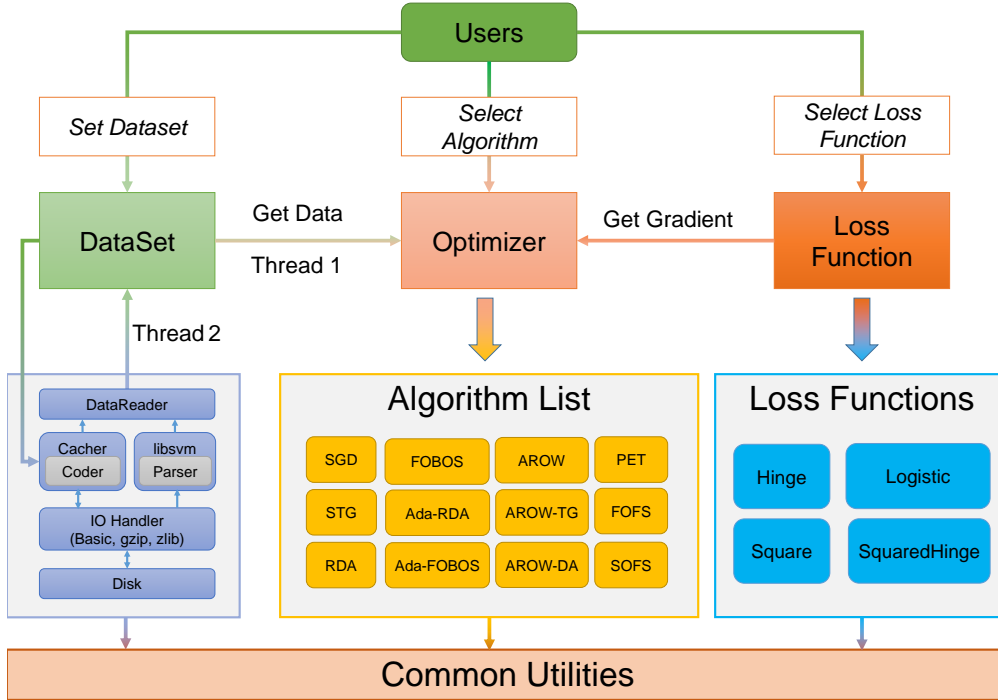 Users
Set Dataset
Select
Algorithm
Select Loss
Function
DataSet
Get Data
Thread 1
Optimizer
Get Gradient
Loss
Function
Thread 2
DataReader
Cacher
Coder
libsvm
Parser
IO Handler
(Basic, gzip, zlib)
Disk
Algorithm List
SGD
FOBOS
AROW
PET
STG
Ada-RDA
AROW-TG
FOFS
RDA
Ada-FOBOS
AROW-DA
SOFS
Loss Functions
Hinge
Logistic
Square
SquaredHinge
Common Utilities